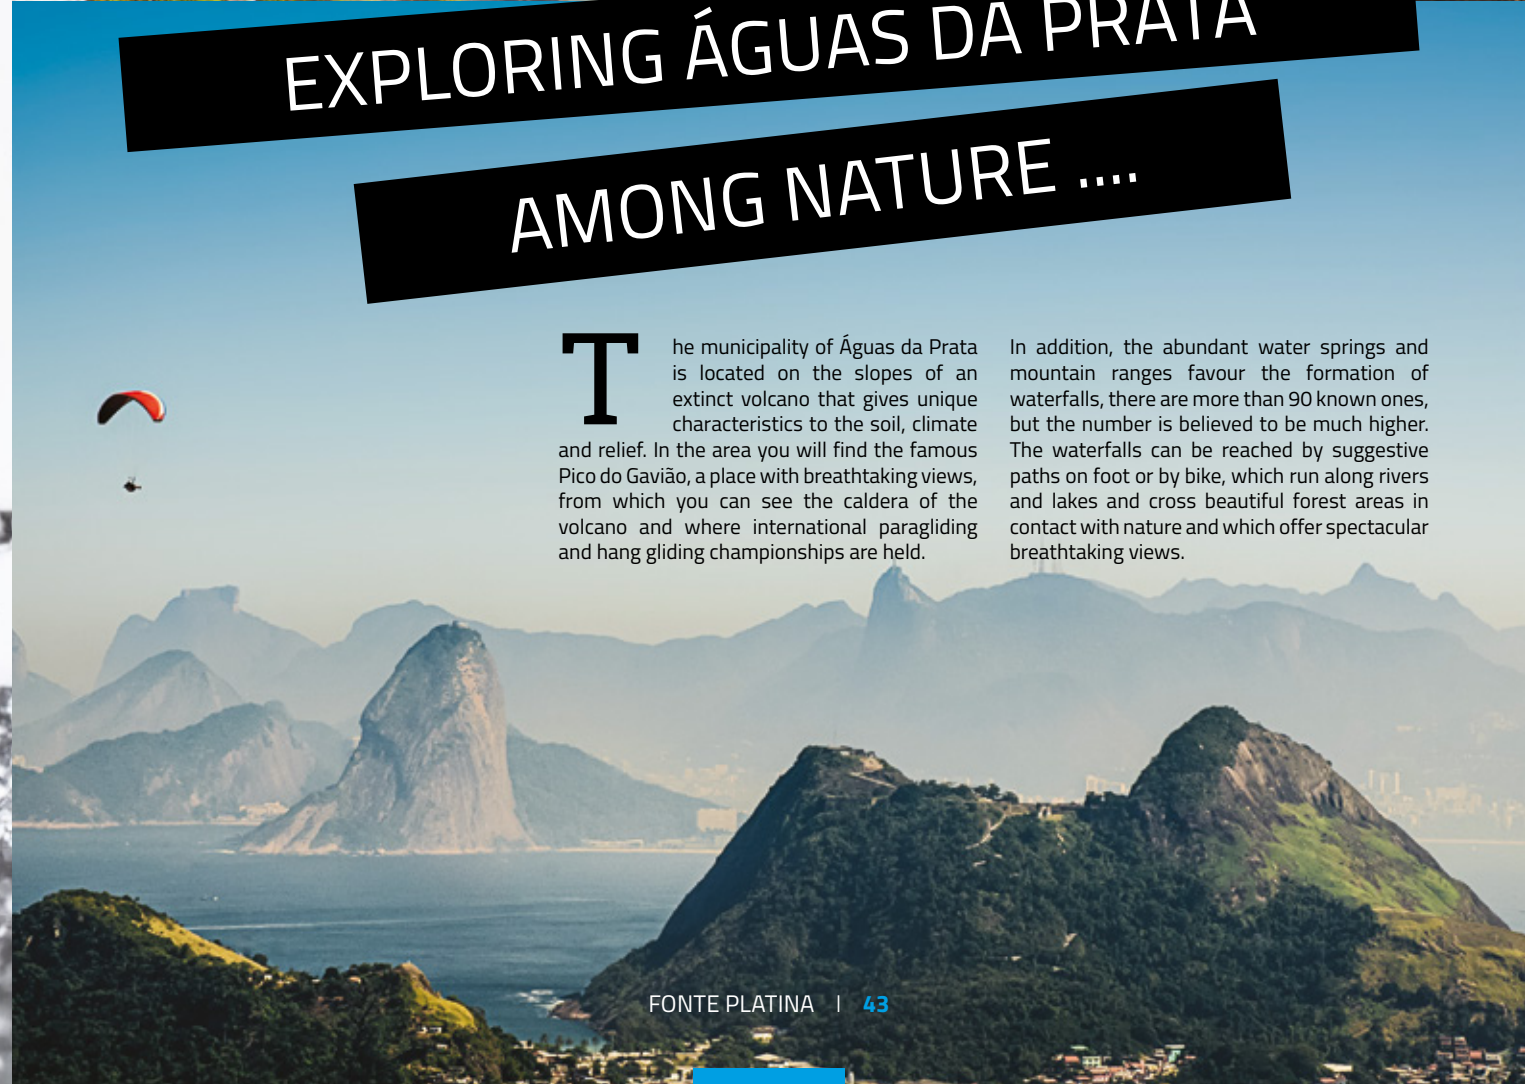 EXPLORING ÁGUAS DA PRATA
AMONG NATURE ....
The municipality of Águas da Prata
is located on the slopes of an
extinct volcano that gives unique
characteristics to the soil, climate
and relief. In the area you will find the famous
Pico do Gavião, a place with breathtaking views,
from which you can see the caldera of the
volcano and where international paragliding
and hang gliding championships are held.
In addition, the abundant water springs and
mountain ranges favour the formation of
waterfalls, there are more than 90 known ones,
but the number is believed to be much higher.
The waterfalls can be reached by suggestive
paths on foot or by bike, which run along rivers
and lakes and cross beautiful forest areas in
contact with nature and which offer spectacular
breathtaking views.
FONTE PLATINA | 43